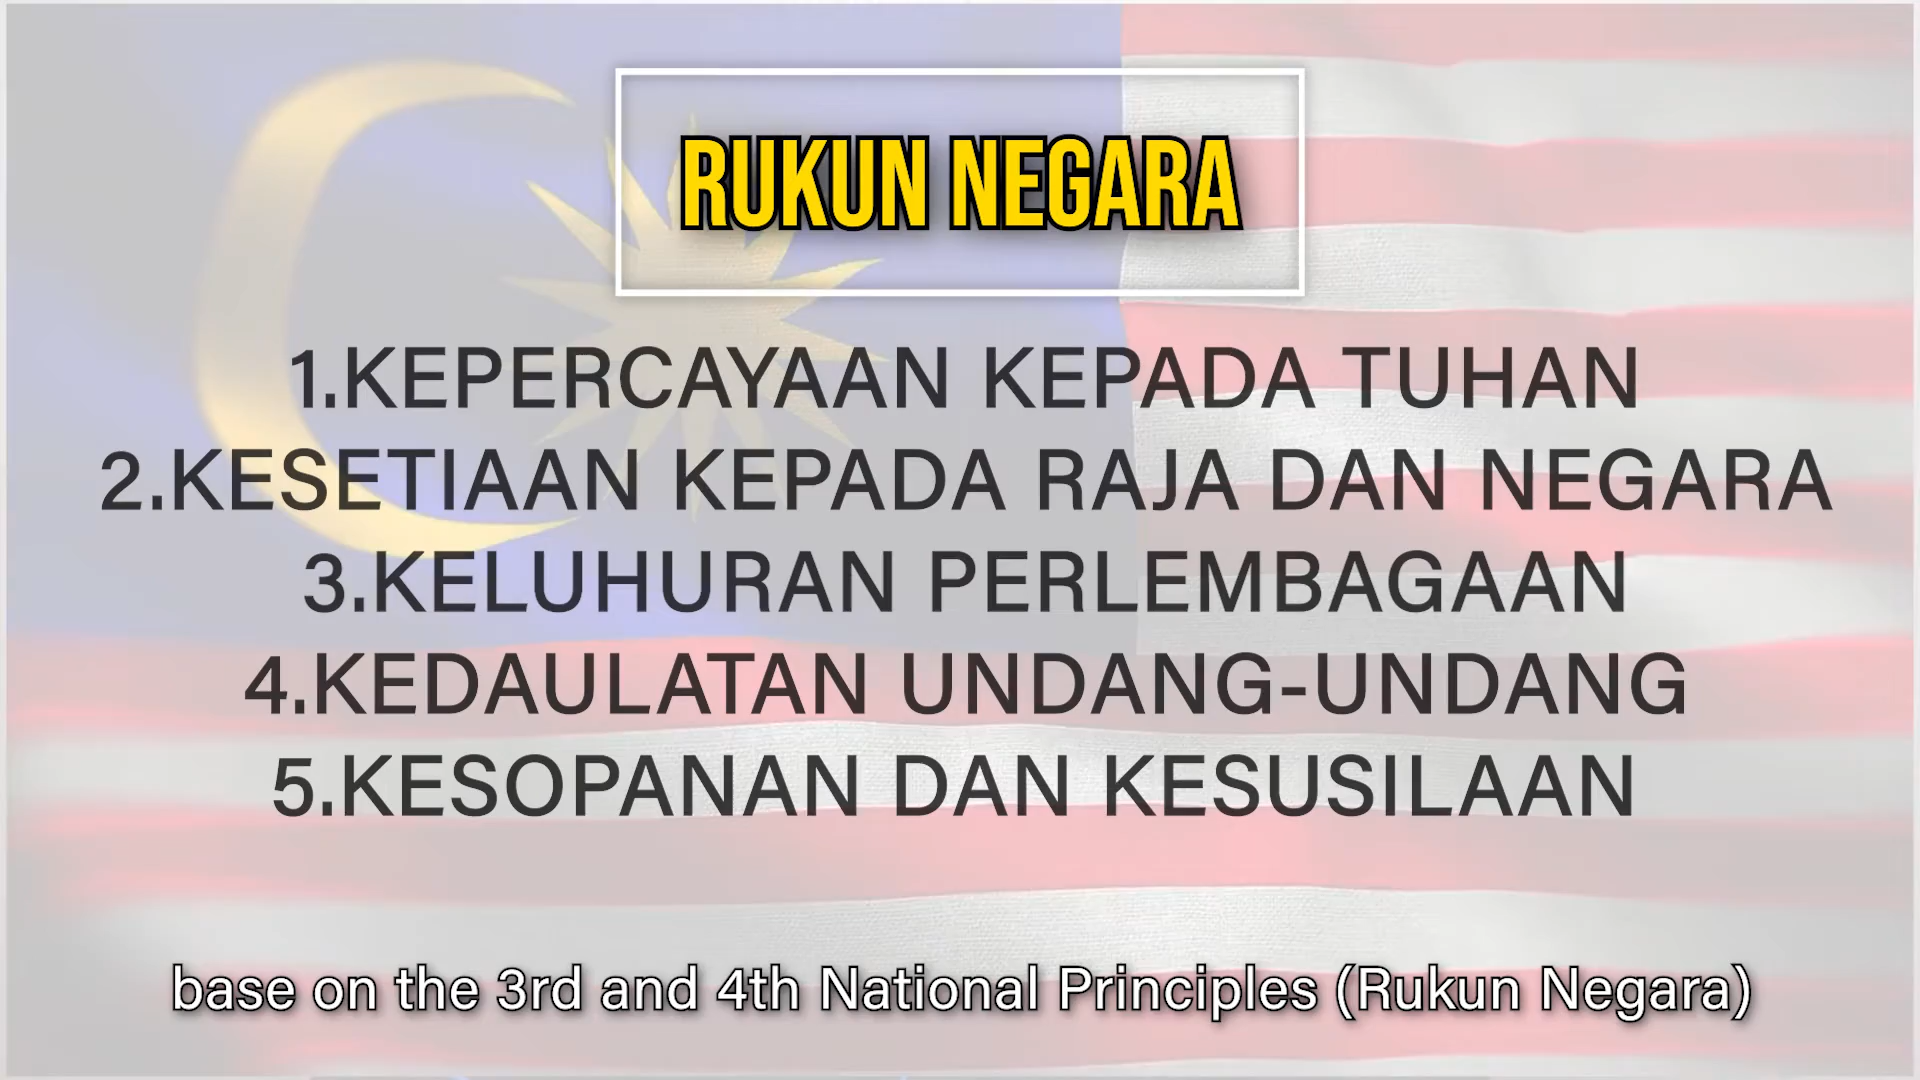 RUKUN NEGARA
1.KEPERCAYAAN KEPADA TUHAN
2.KESETIAAN KEPADA RAJA DAN NEGARA
3.KELUHURAN PERLEMBAGAAN
4.KEDAULATAN UNDANG-UNDANG
5.KESOPANAN DAN KESUSILAAN
base on the 3rd and 4th National Principles (Rukun Negara)